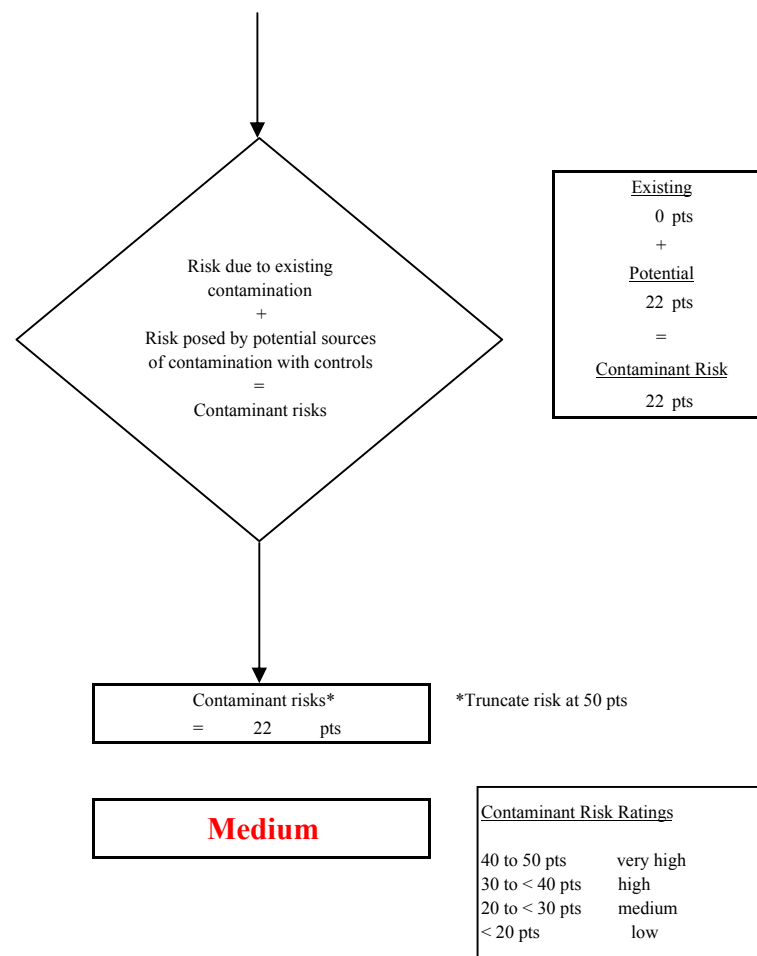 Risk due to existing
contamination
+
Risk posed by potential sources
of contamination with controls
=
Contaminant risks
Existing
0 pts
+
Potential
22 pts
=
Contaminant Risk
22 pts
Contaminant risks*
= 22 pts
*Truncate risk at 50 pts
Medium
Contaminant Risk Ratings
40 to 50 pts very high
30 to < 40 pts high
20 to < 30 pts medium
< 20 pts low